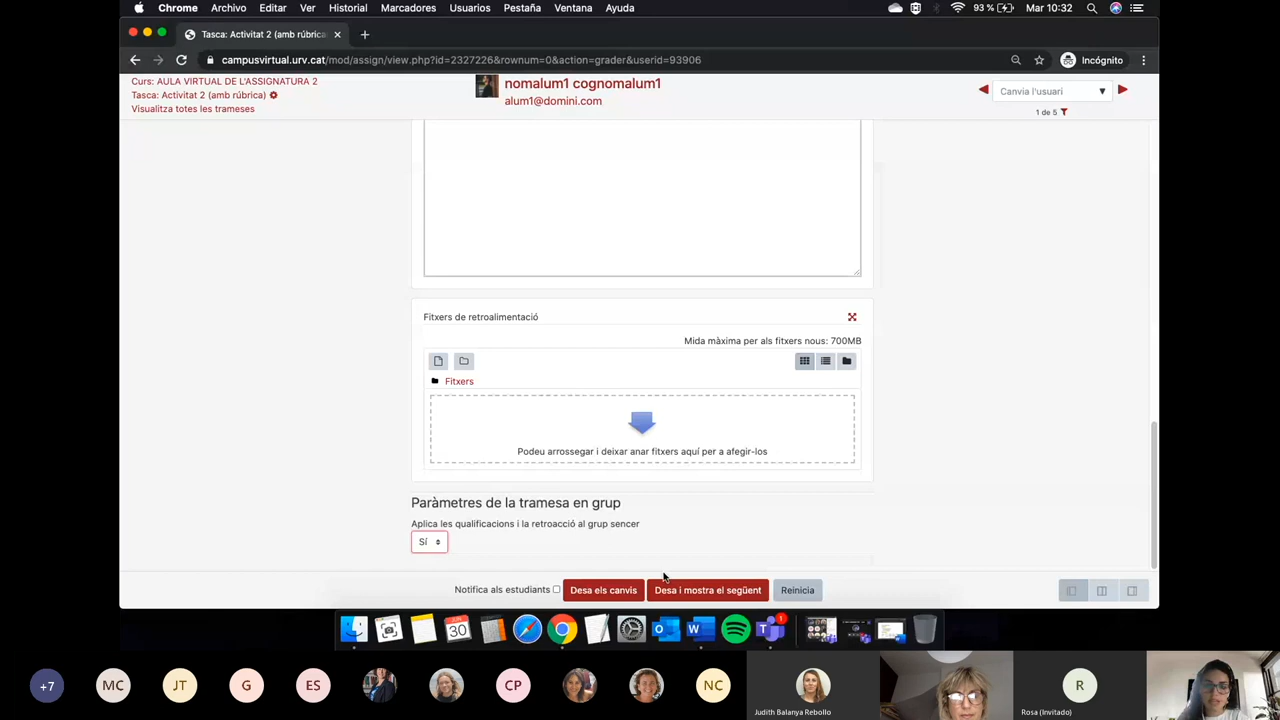 Chrome Archivo Editar Ver Historial Marcadores Usuarios Pestaña Ventana Ayuda 93 % Mar 10:32
Tasca: Activitat 2 (amb rúbrica
campusvirtual.urv.cat/mod/assign/view.php?id=2327226&rownum=0&action=grader&userid=93906 Incógnito
Curs: AULA VIRTUAL DE L'ASSIGNATURA 2
Tasca: Activitat 2 (amb rúbrica)
Visualitza totes les trameses
nomalum1 cognomalum1
alum1@domini.com
Canvia l'usuari
1 de 5
Fitxers de retroalimentació
Mida màxima per als fitxers nous: 700MB
Fitxers
Podeu arrossegar i deixar anar fitxers aquí per a afegir-los
Paràmetres de la tramesa en grup
Aplica les qualificacions i la retroacció al grup sencer
Sí
Notifica als estudiants Desa els canvis Desa i mostra el següent Reinicia
30
1
+7 MC JT G ES CP NC R
Judith Balanya Rebollo Rosa (Invitado)